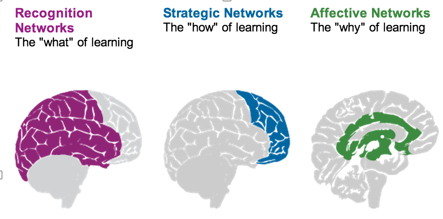 Recognition
Networks
The "what" of learning
Strategic Networks
The "how" of learning
Affective Networks
The "why" of learning